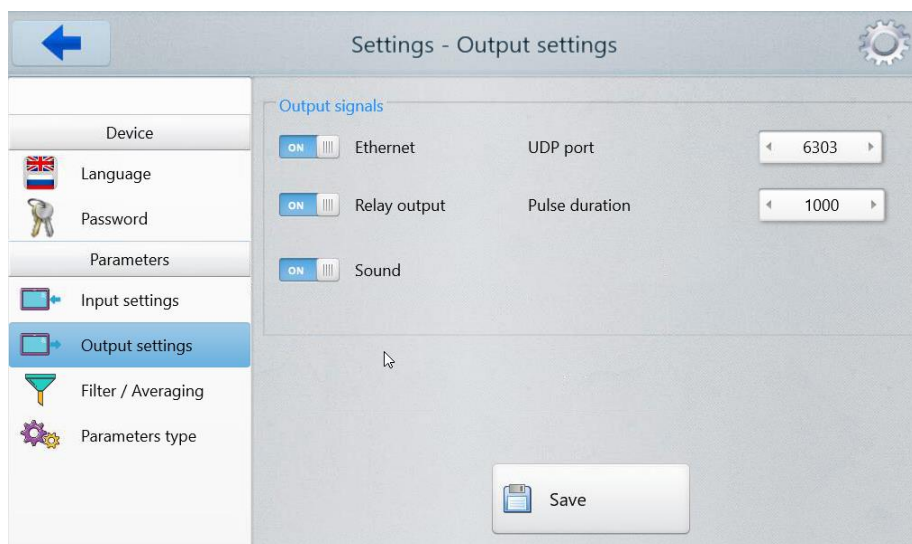 Settings - Output settings
Device
Language
Password
Parameters
Input settings
Output settings
Filter / Averaging
Parameters type
Output signals
ON Ethernet UDP port 6303
ON Relay output Pulse duration 1000
ON Sound
Save